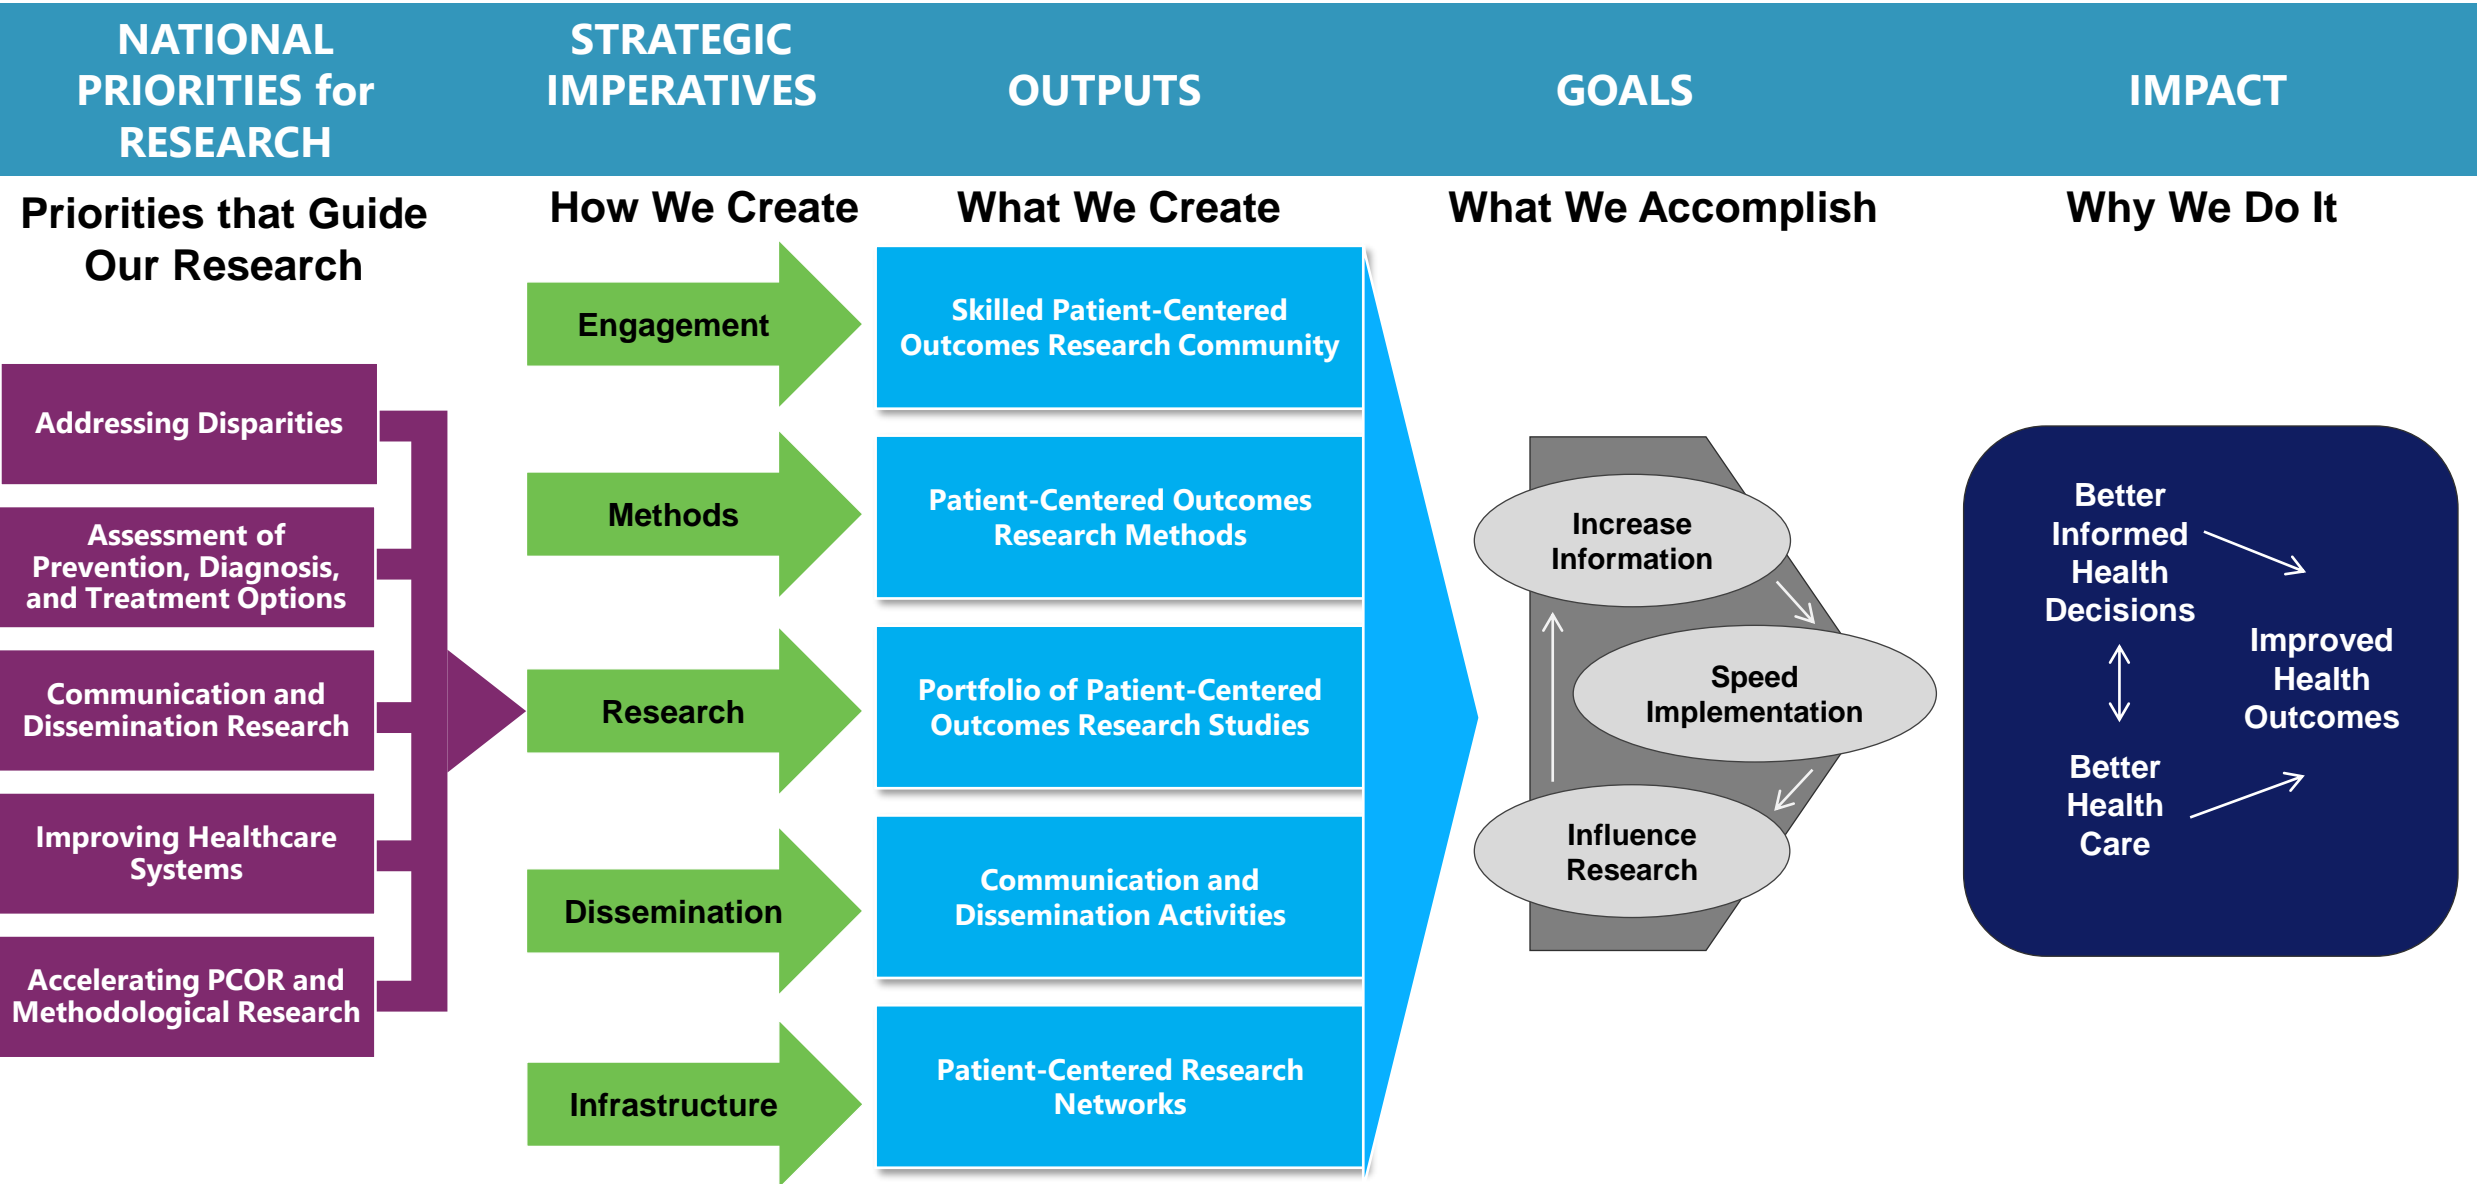 NATIONAL
PRIORITIES for
RESEARCH
STRATEGIC
IMPERATIVES
OUTPUTS
GOALS
IMPACT
Priorities that Guide
Our Research
How We Create
What We Create
What We Accomplish
Why We Do It
Addressing Disparities
Assessment of
Prevention, Diagnosis,
and Treatment Options
Communication and
Dissemination Research
Improving Healthcare
Systems
Accelerating PCOR and
Methodological Research
Engagement
Methods
Research
Dissemination
Infrastructure
Skilled Patient-Centered
Outcomes Research Community
Patient-Centered Outcomes
Research Methods
Portfolio of Patient-Centered
Outcomes Research Studies
Communication and
Dissemination Activities
Patient-Centered Research
Networks
Increase
Information
Speed
Implementation
Influence
Research
Better
Informed
Health
Decisions
Better
Health
Care
Improved
Health
Outcomes